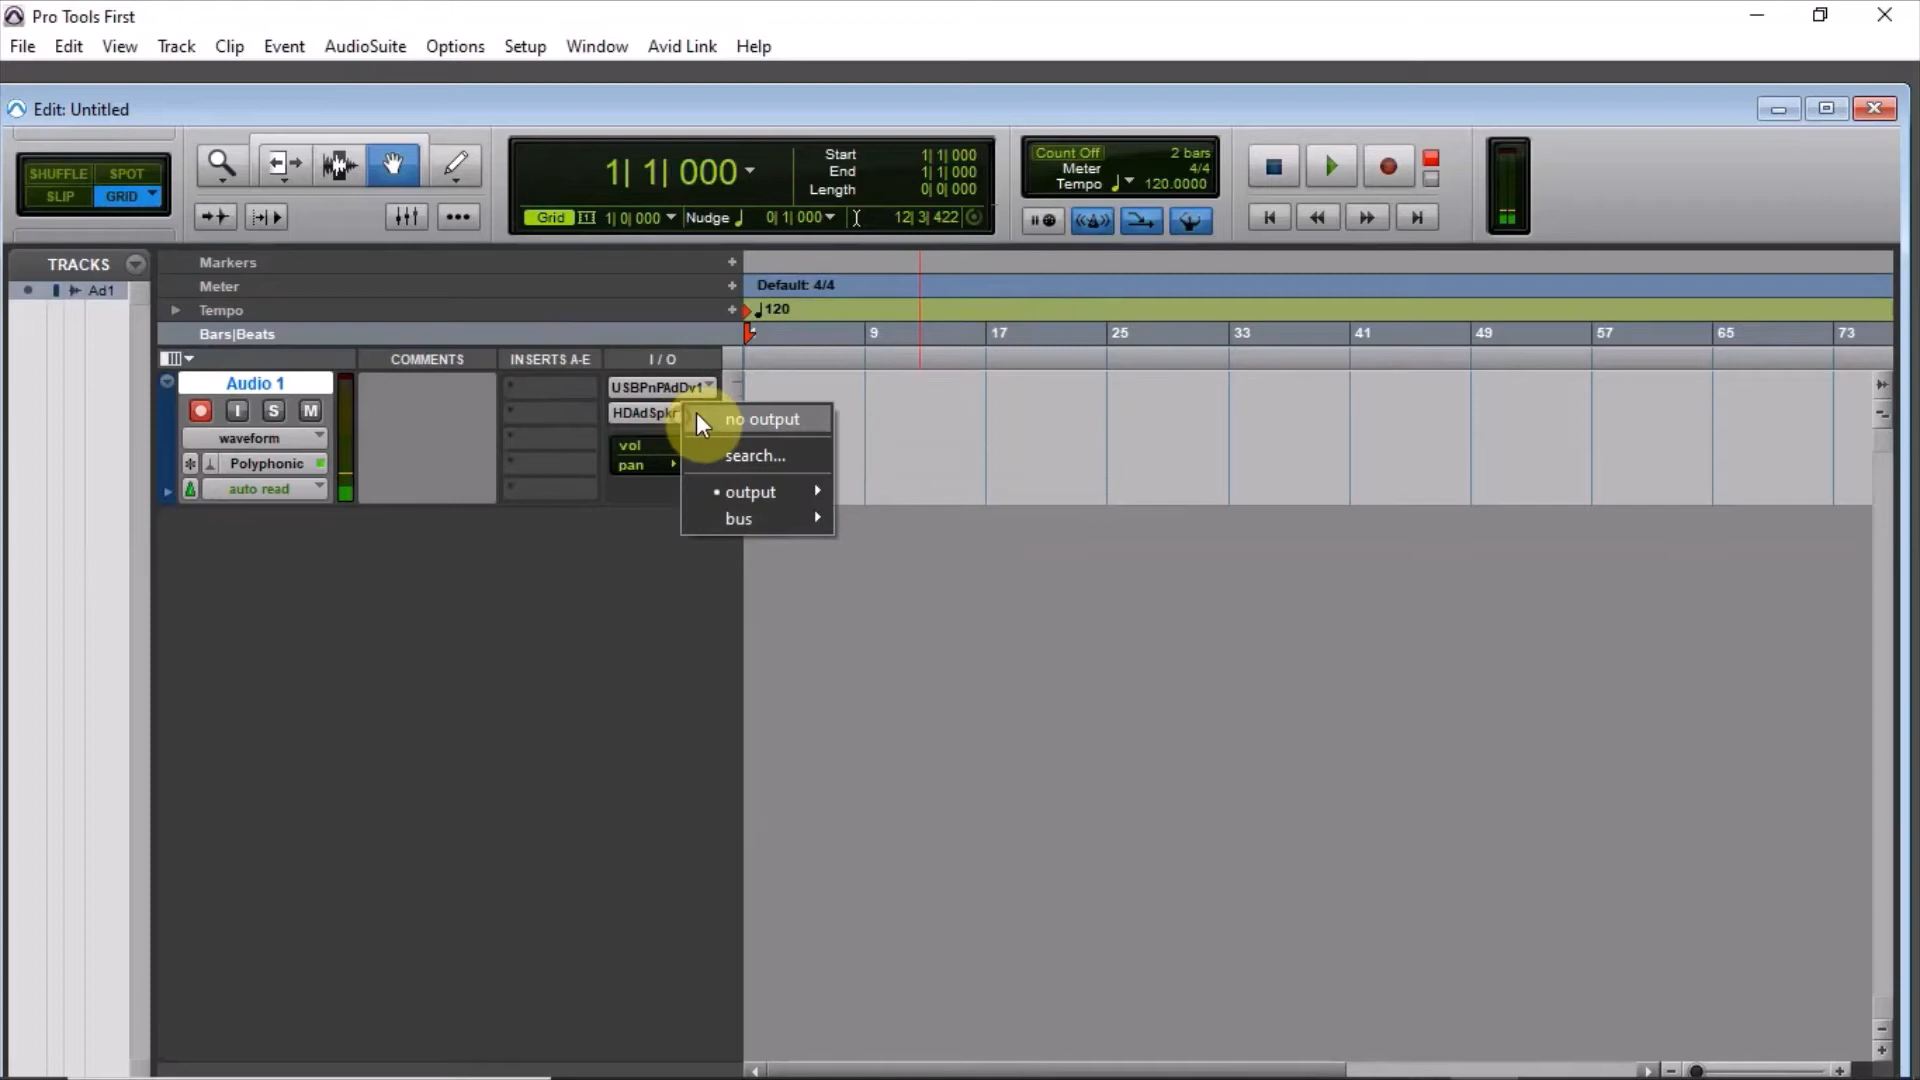 Pro Tools First
File Edit View Track Clip Event AudioSuite Options Setup Window Avid Link Help
Edit: Untitled
SHUFFLE SPOT
SLIP GRID
1| 1| 000
Start 1| 1| 000
End 1| 1| 000
Length 0| 0| 000
Grid 1| 0| 000 Nudge 0| 1| 000 12| 3| 422
Count Off 2 bars
Meter 4/4
Tempo 120.0000
TRACKS
Ad1
Markers
Meter Default: 4/4
Tempo 120
Bars|Beats 9 17 25 33 41 49 57 65 73
COMMENTS INSERTS A-E I / O
Audio 1
I S M
waveform
Polyphonic
auto read
USBPnPAdDv1
HDAdSpkr
vol
pan
no output
search...
output
bus